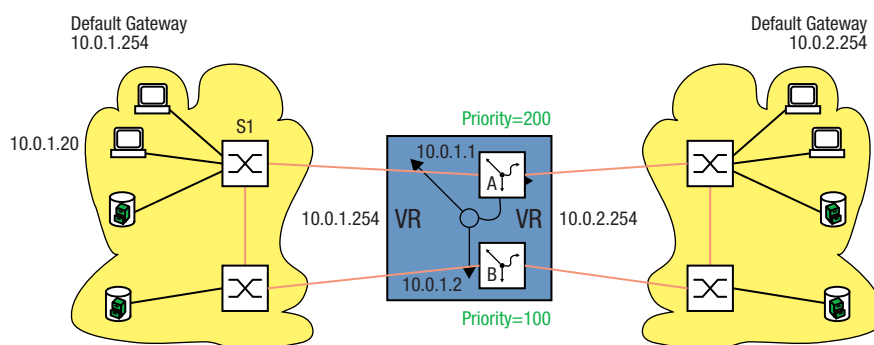 Default Gateway
10.0.1.254
Default Gateway
10.0.2.254
10.0.1.20
S1
Priority=200
10.0.1.1
A
10.0.1.254
VR
VR
10.0.2.254
10.0.1.2
B
Priority=100